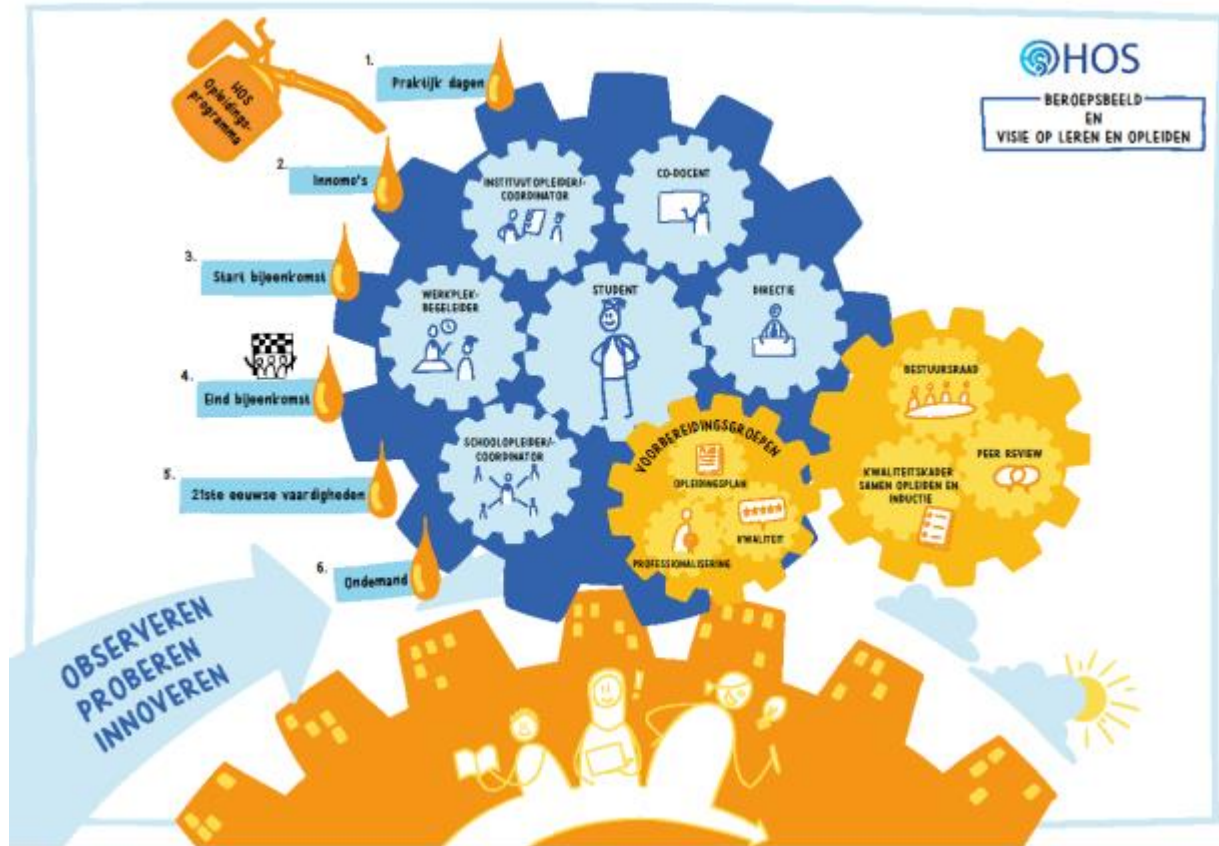 HOS
Opleidings-
programma
1.
Praktijk dagen
2.
Innomo's
3.
Start bijeenkomst
4.
Eind bijeenkomst
5.
21ste eeuwse vaardigheden
6.
Ondemand
HOS
BEROEPSBEELD
EN
VISIE OP LEREN EN OPLEIDEN
INSTITUUTOPLEIDER/-
COORDINATOR
CO-DOCENT
WERKPLEK-
BEGELEIDER
STUDENT
DIRECTIE
SCHOOLOPLEIDER/-
COORDINATOR
VOORBEREIDINGSGROEPEN
OPLEIDINGSPLAN
KWALITEIT
PROFESSIONALISERING
BESTUURSRAAD
PEER REVIEW
KWALITEITSKADER
SAMEN OPLEIDEN EN
INDUCTIE
OBSERVEREN
PROBEREN
INNOVEREN